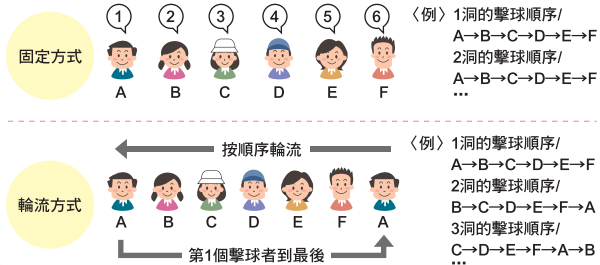 固定方式
1 2 3 4 5 6
A B C D E F
〈例〉1洞的擊球順序/
A→B→C→D→E→F
2洞的擊球順序/
A→B→C→D→E→F
...
輪流方式
按順序輪流
A B C D E F A
第1個擊球者到最後
〈例〉1洞的擊球順序/
A→B→C→D→E→F
2洞的擊球順序/
B→C→D→E→F→A
3洞的擊球順序/
C→D→E→F→A→B
...